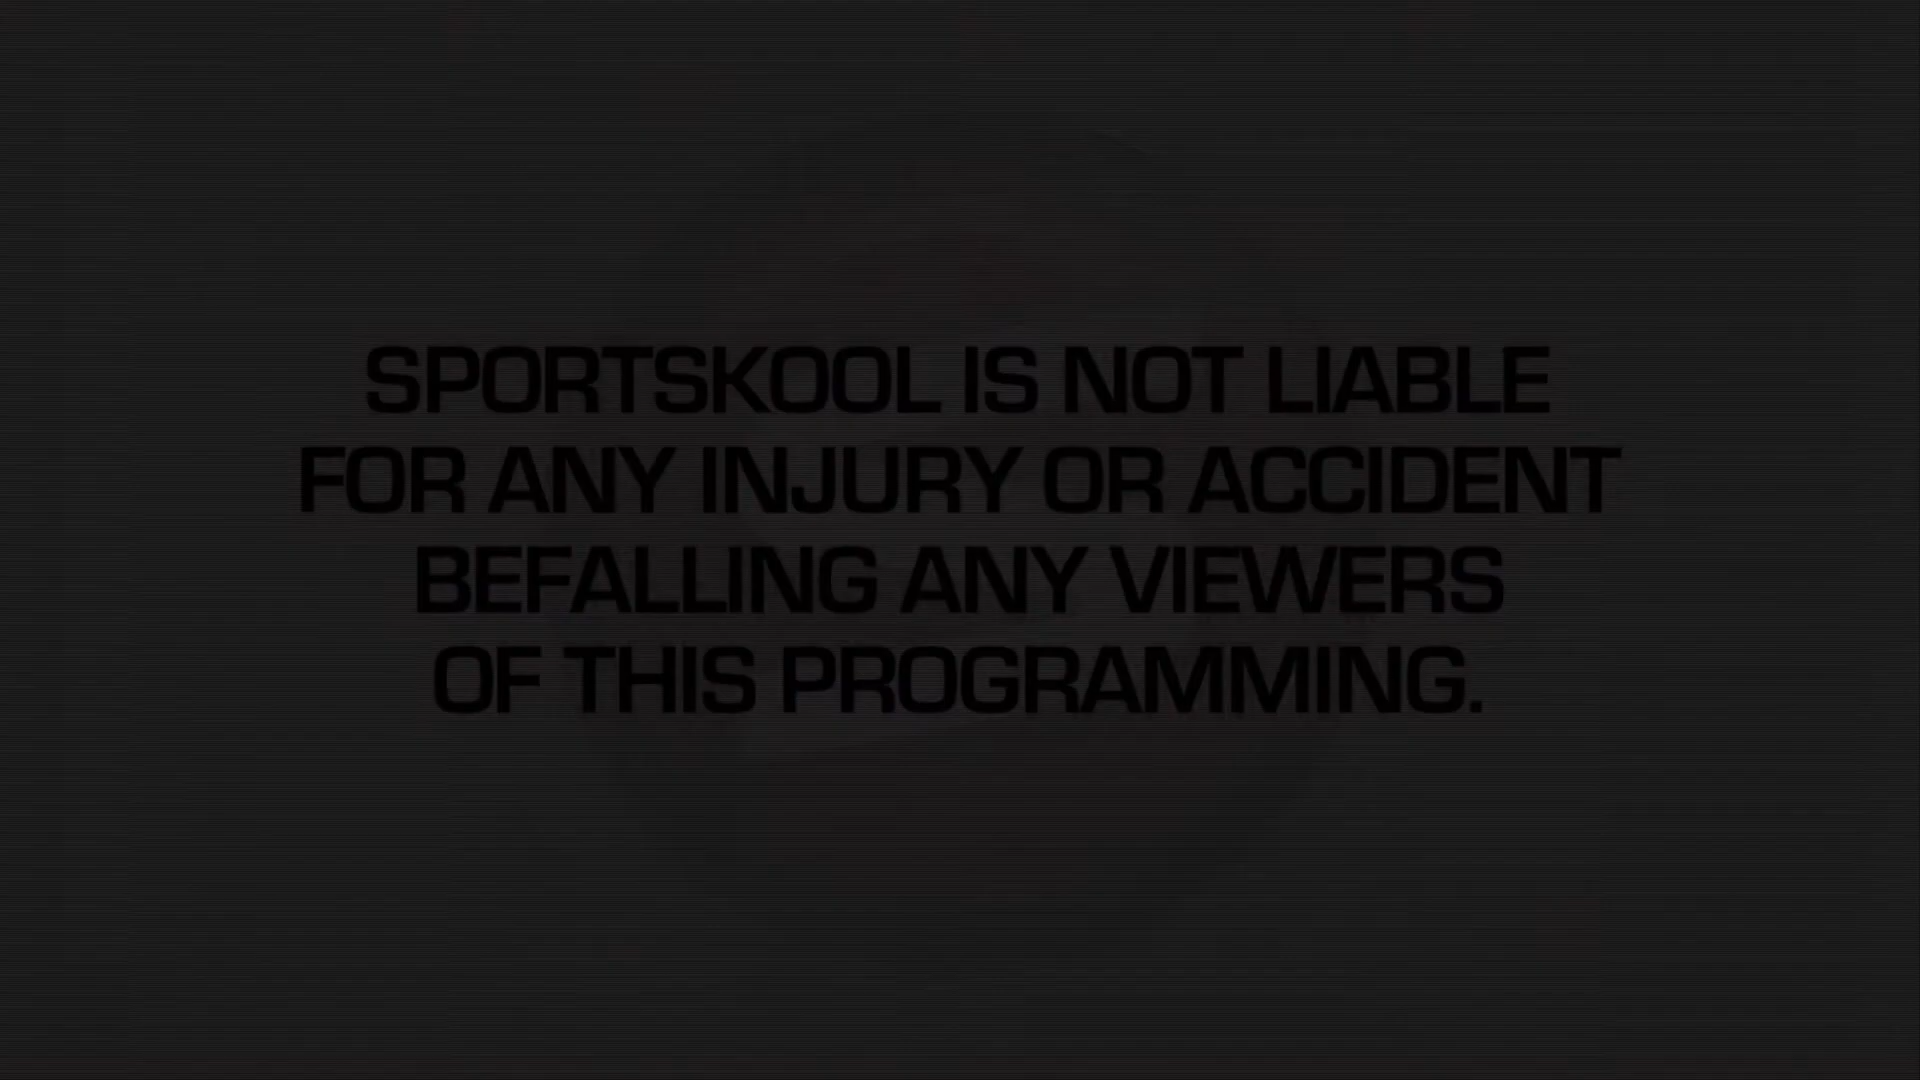 SPORTSKOOL IS NOT LIABLE
FOR ANY INJURY OR ACCIDENT
BEFALLING ANY VIEWERS
OF THIS PROGRAMMING.